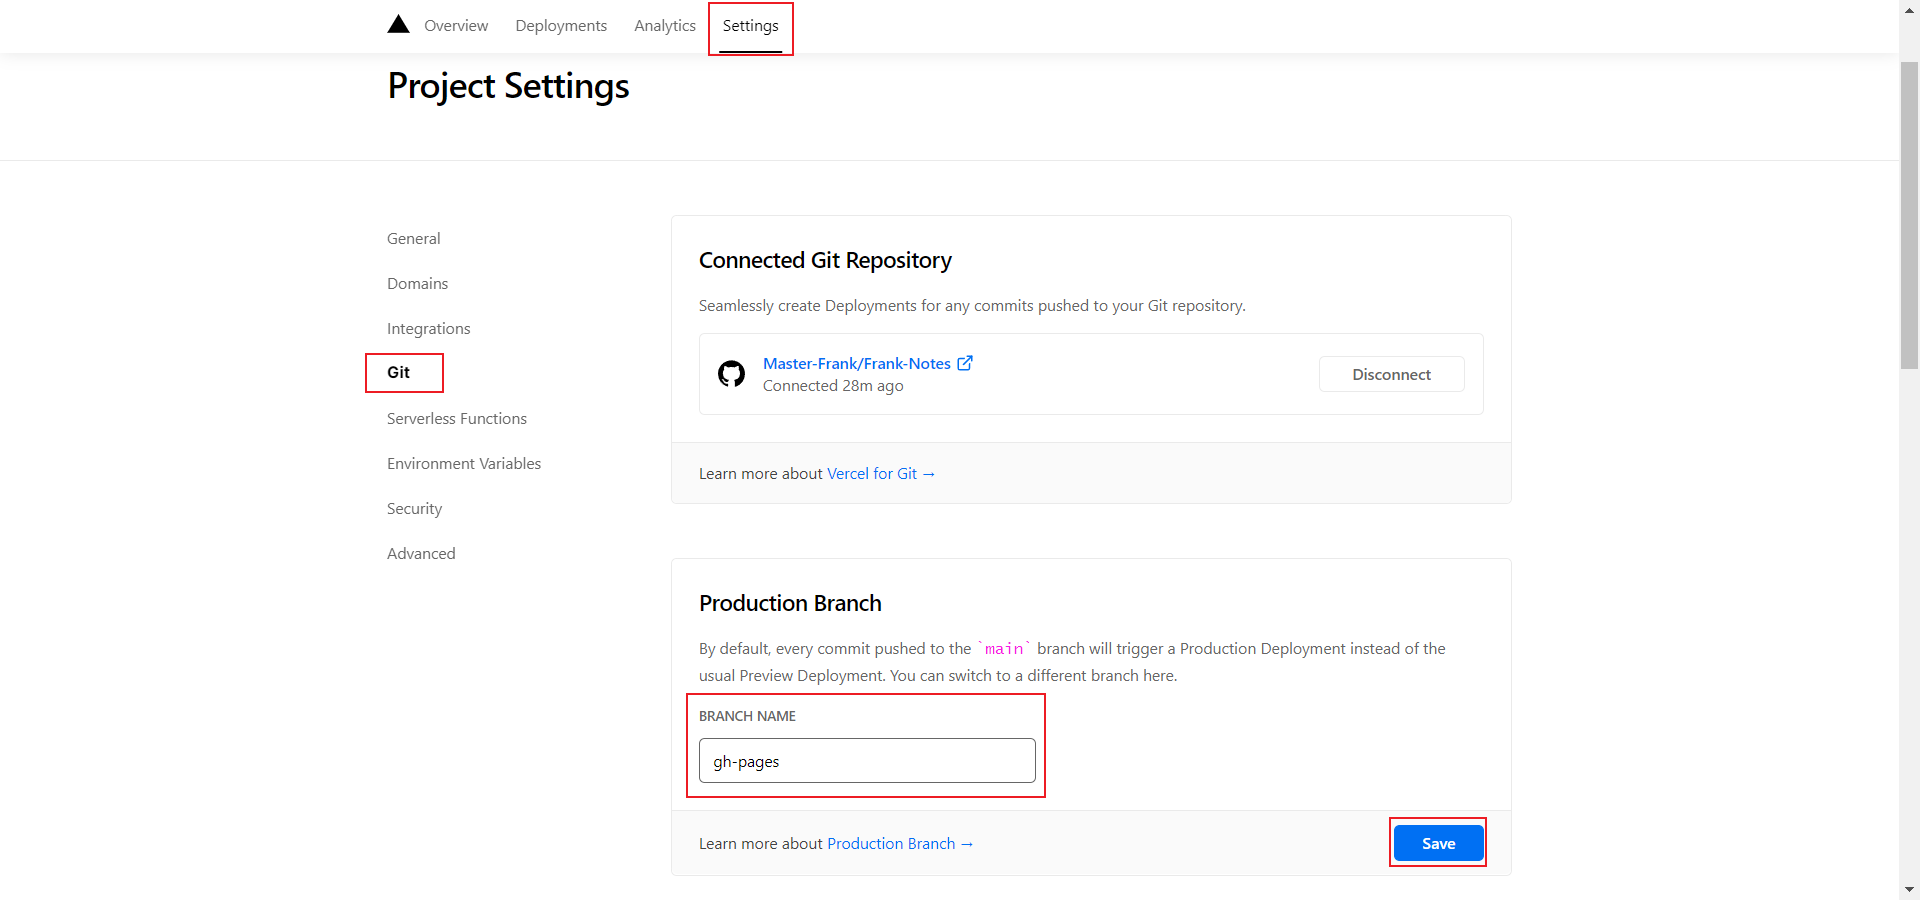 Overview Deployments Analytics Settings
Project Settings
General
Domains
Integrations
Git
Serverless Functions
Environment Variables
Security
Advanced
Connected Git Repository
Seamlessly create Deployments for any commits pushed to your Git repository.
Master-Frank/Frank-Notes
Connected 28m ago
Disconnect
Learn more about Vercel for Git →
Production Branch
By default, every commit pushed to the `main` branch will trigger a Production Deployment instead of the
usual Preview Deployment. You can switch to a different branch here.
BRANCH NAME
gh-pages
Learn more about Production Branch →
Save